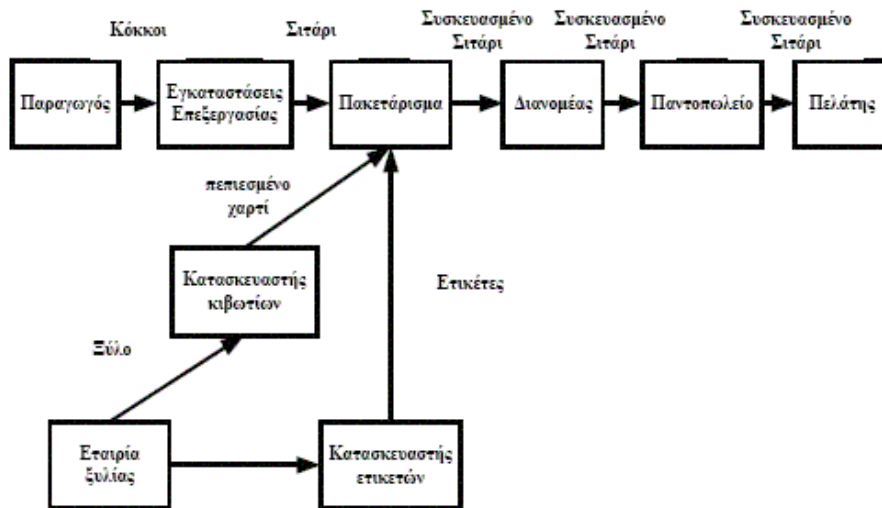 Κόκκοι
Σιτάρι
Συσκευασμένο
Σιτάρι
Συσκευασμένο
Σιτάρι
Συσκευασμένο
Σιτάρι
Παραγωγός
Εγκαταστάσεις
Επεξεργασίας
Πακετάρισμα
Διανομέας
Παντοπωλείο
Πελάτης
πεπιεσμένο
χαρτί
Κατασκευαστής
κιβωτίων
Ετικέτες
Ξύλο
Εταιρία
ξυλίας
Κατασκευαστής
ετικετών